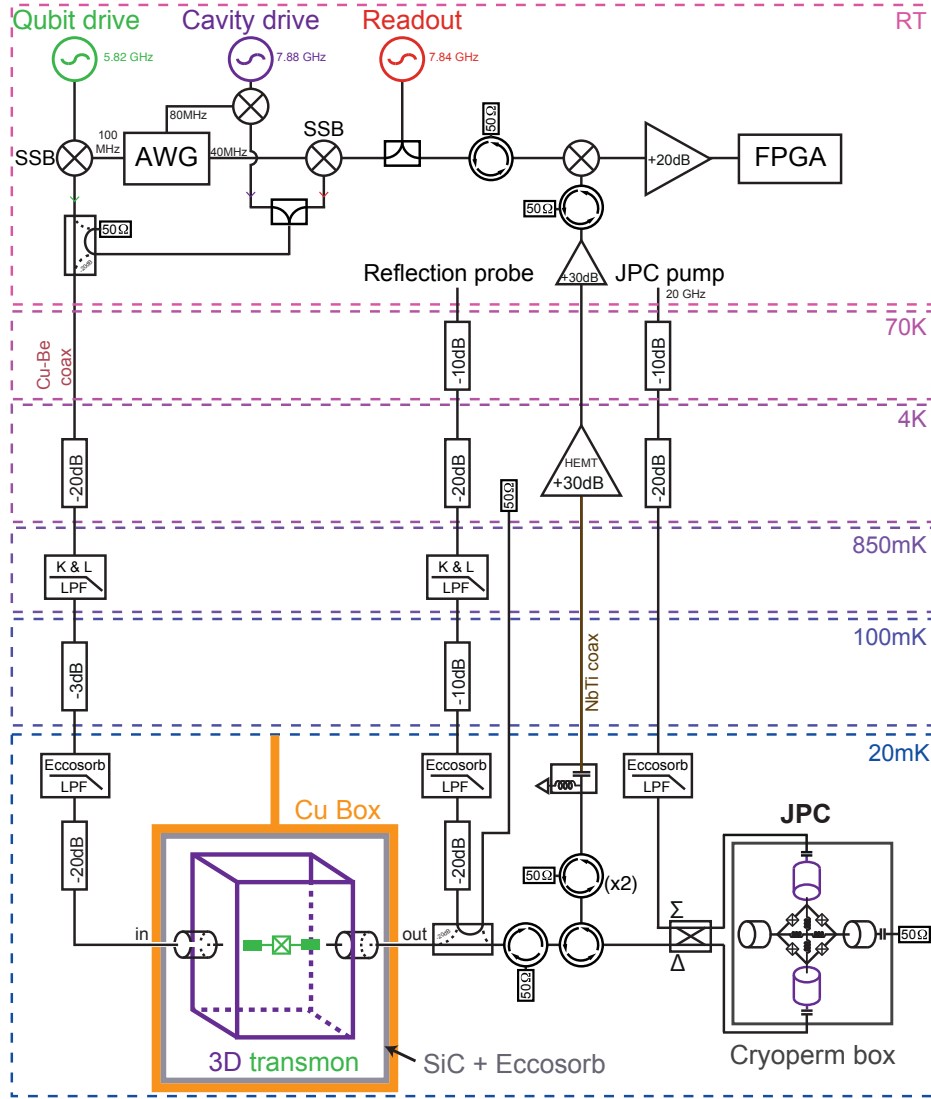 Qubit drive
Cavity drive
Readout
RT
5.82 GHz
7.88 GHz
7.84 GHz
80MHz
SSB
100
MHz
SSB
AWG
40MHz
50Ω
+20dB
FPGA
50Ω
50Ω
-20dB
+30dB
Reflection probe
JPC pump
20 GHz
70K
Cu-Be
coax
-10dB
-10dB
4K
-20dB
-20dB
HEMT
+30dB
-20dB
50Ω
850mK
K & L
LPF
K & L
LPF
100mK
-3dB
-10dB
NbTi coax
20mK
Eccosorb
LPF
Eccosorb
LPF
Eccosorb
LPF
Cu Box
JPC
-20dB
-20dB
50Ω
(x2)
in
out
-20dB
Σ
Δ
50Ω
50Ω
3D transmon
SiC + Eccosorb
Cryoperm box